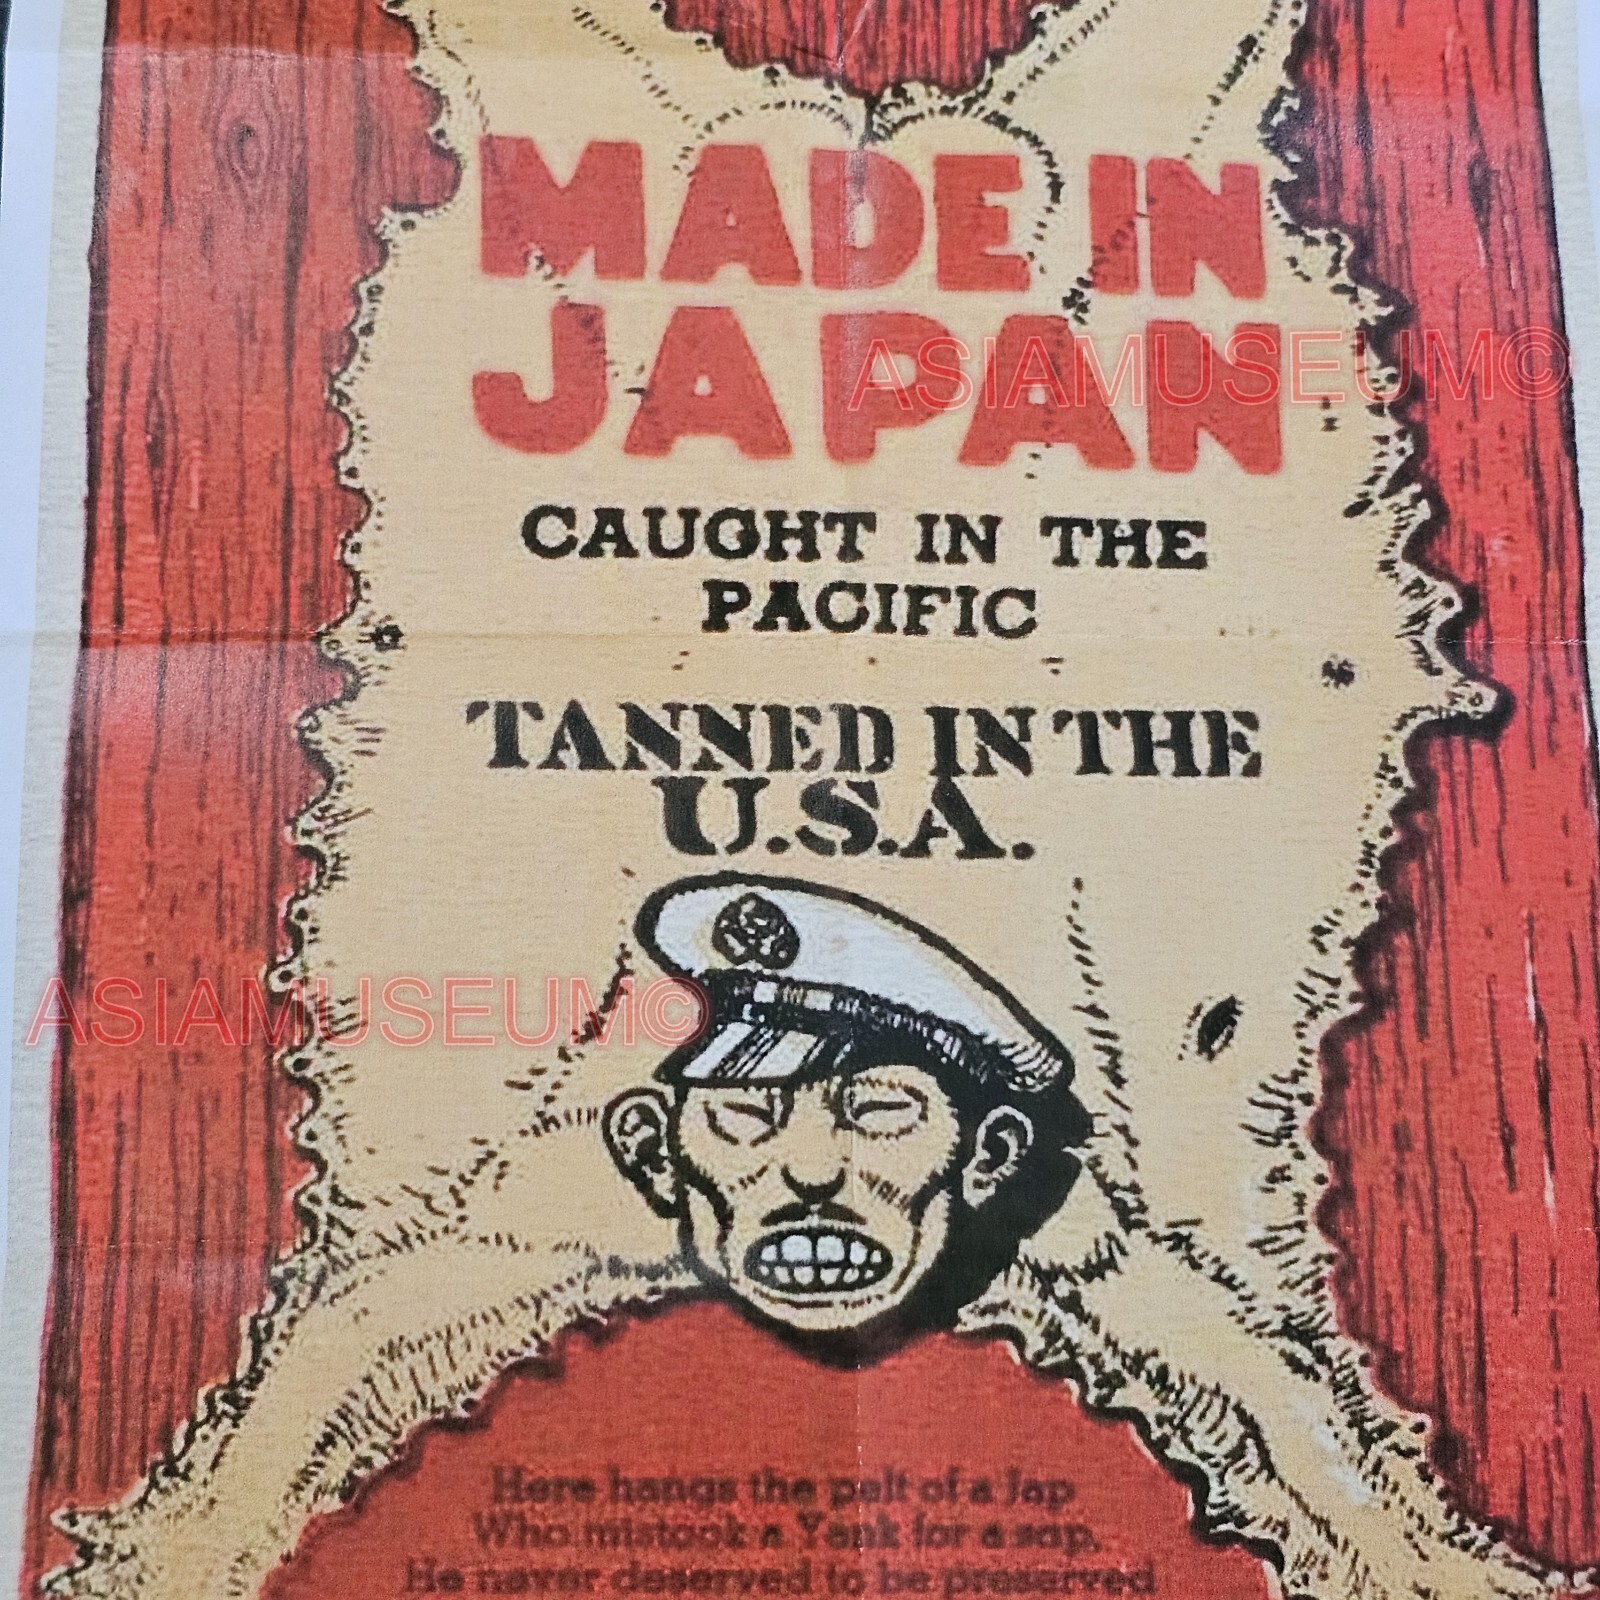 MADE IN
JAPAN
ASIAMUSEUM©
CAUGHT IN THE
PACIFIC
TANNED IN THE
U.S.A.
ASIAMUSEUM©
Here hangs the pelt of a Jap
Who mistook a Yank for a sap.
He never deserved to be preserved